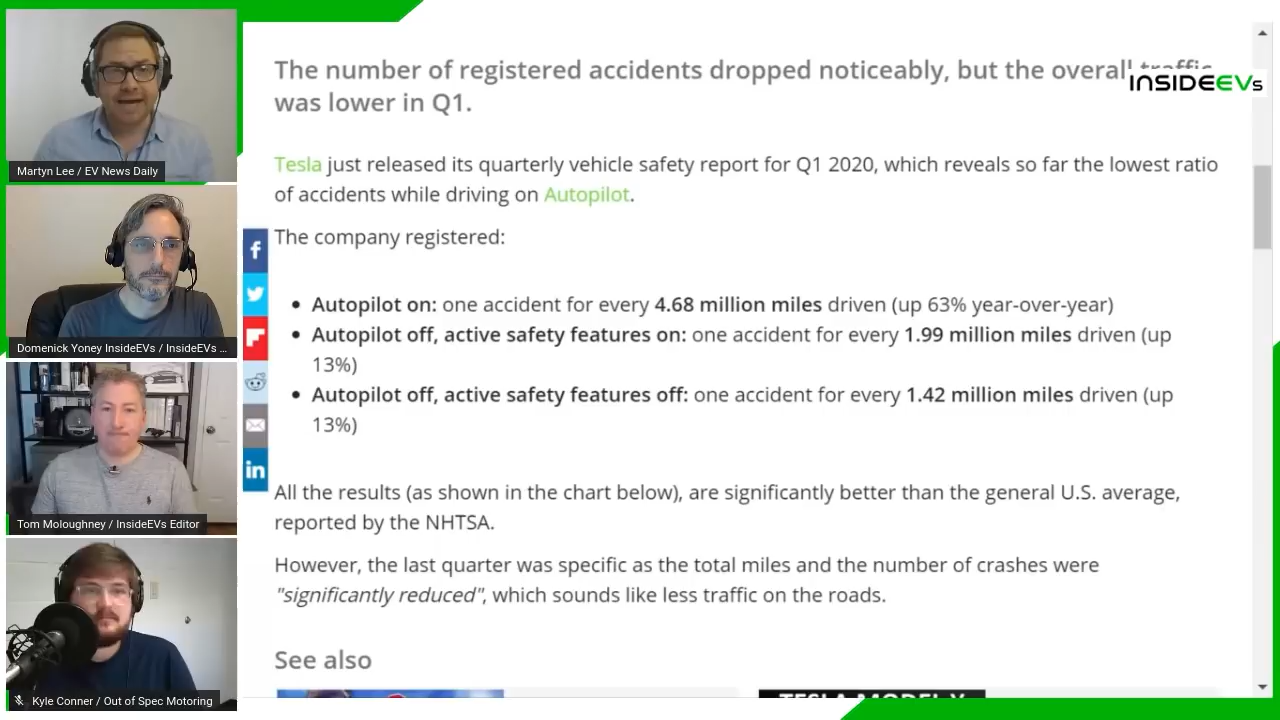 Martyn Lee / EV News Daily
Domenick Yoney InsideEVs / InsideEVs ...
Tom Moloughney / InsideEVs Editor
Kyle Conner / Out of Spec Motoring
The number of registered accidents dropped noticeably, but the overall traffic
was lower in Q1.
INSIDEEVs
Tesla just released its quarterly vehicle safety report for Q1 2020, which reveals so far the lowest ratio
of accidents while driving on Autopilot.
The company registered:
• Autopilot on: one accident for every 4.68 million miles driven (up 63% year-over-year)
• Autopilot off, active safety features on: one accident for every 1.99 million miles driven (up
13%)
• Autopilot off, active safety features off: one accident for every 1.42 million miles driven (up
13%)
All the results (as shown in the chart below), are significantly better than the general U.S. average,
reported by the NHTSA.
However, the last quarter was specific as the total miles and the number of crashes were
"significantly reduced", which sounds like less traffic on the roads.
See also
TESLA MODEL Y